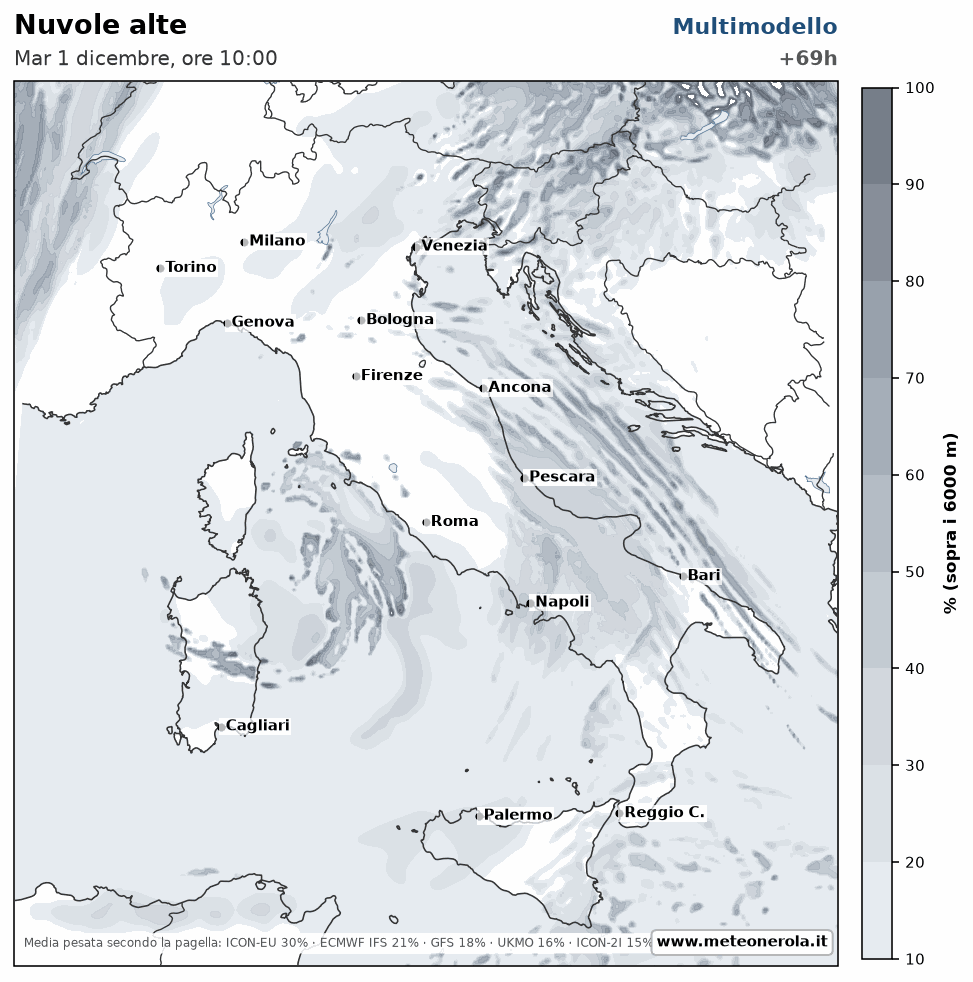 Nuvole alte
Multimodello
Mar 1 dicembre, ore 10:00
+69h
100
90
80
70
60
50
40
30
20
10
% (sopra i 6000 m)
Milano
Venezia
Torino
Genova
Bologna
Firenze
Ancona
Pescara
Roma
Bari
Napoli
Cagliari
Palermo
Reggio C.
Media pesata secondo la pagella: ICON-EU 30% · ECMWF IFS 21% · GFS 18% · UKMO 16% · ICON-2I 15%
www.meteonerola.it